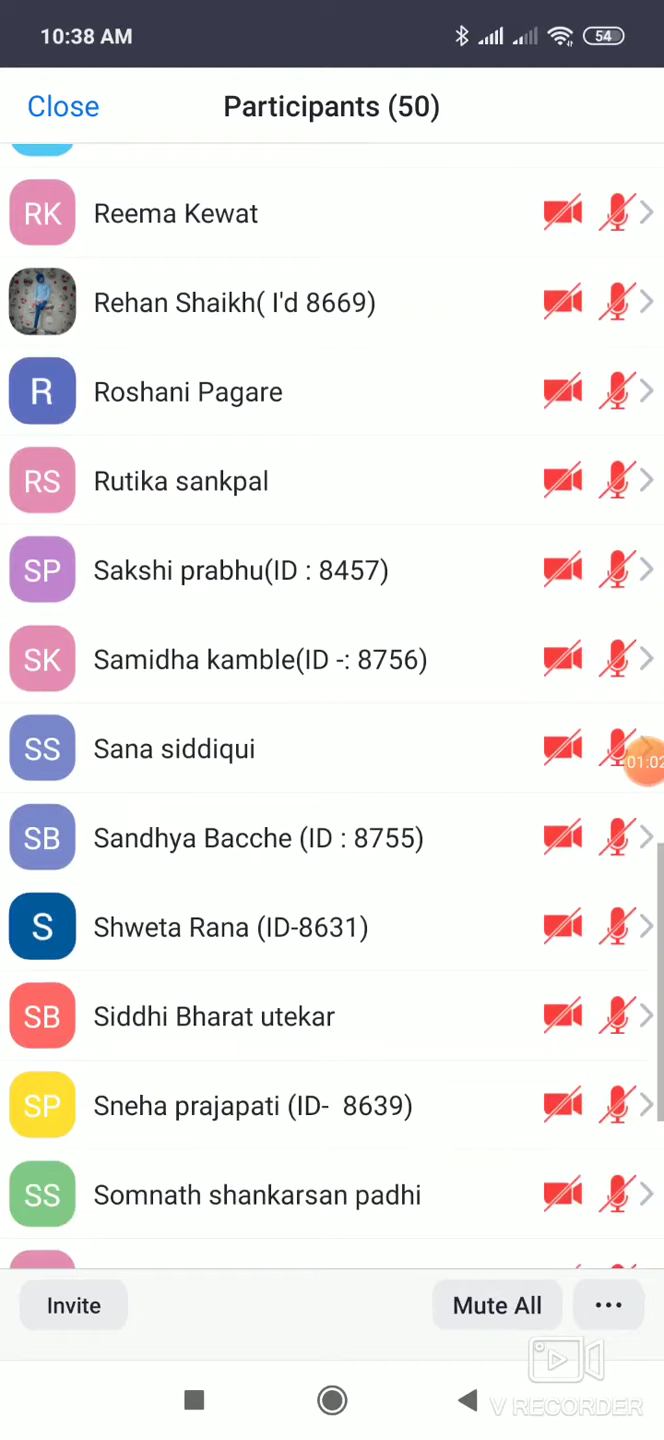 10:38 AM
54
Close
Participants (50)
RK Reema Kewat
Rehan Shaikh( I'd 8669)
R Roshani Pagare
RS Rutika sankpal
SP Sakshi prabhu(ID : 8457)
SK Samidha kamble(ID -: 8756)
SS Sana siddiqui
01:02
SB Sandhya Bacche (ID : 8755)
S Shweta Rana (ID-8631)
SB Siddhi Bharat utekar
SP Sneha prajapati (ID-  8639)
SS Somnath shankarsan padhi
Invite
Mute All
...
V RECORDER